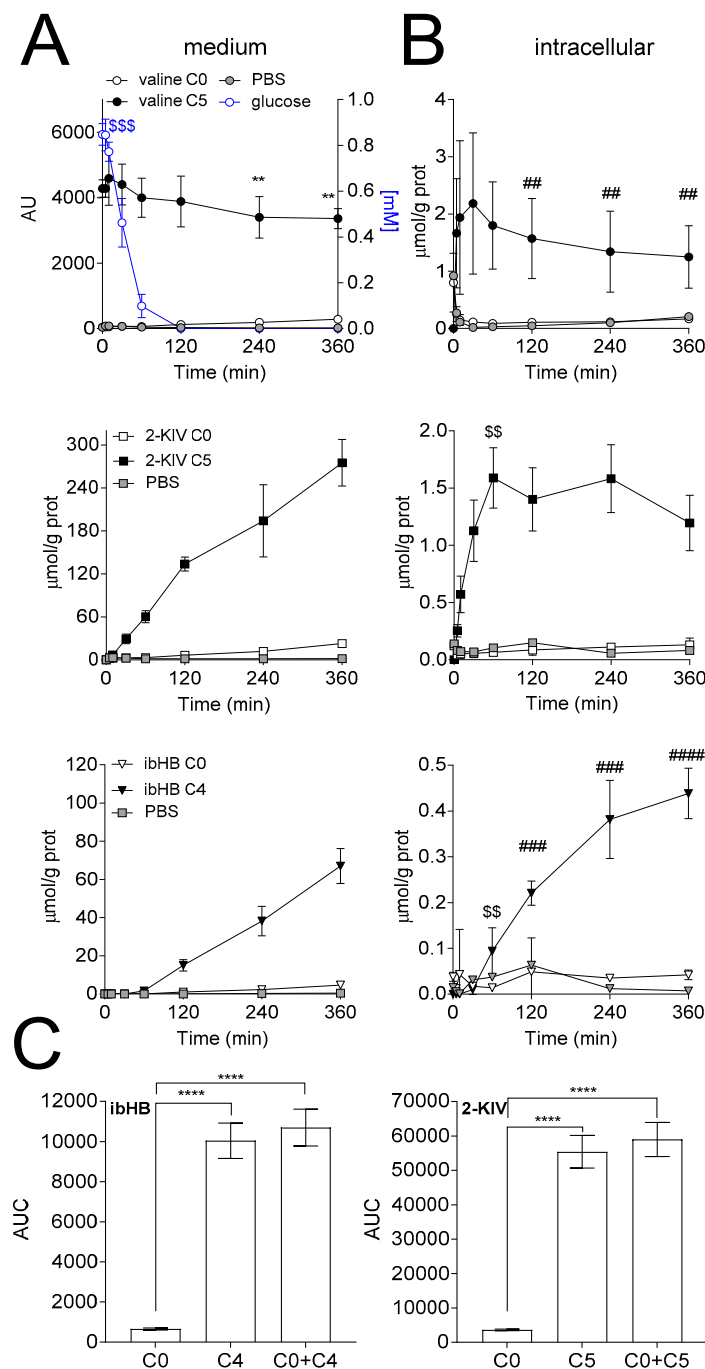 A
medium
B
intracellular
valine C0
PBS
valine C5
glucose
$$$
**
**
6000
4000
2000
0
AU
1.0
0.8
0.6
0.4
0.2
0.0
[mM]
0 120 240 360
Time (min)
4
3
2
1
0
μmol/g prot
##
##
##
0 120 240 360
Time (min)
2-KIV C0
2-KIV C5
PBS
300
240
180
120
60
0
μmol/g prot
0 120 240 360
Time (min)
$$
2.0
1.5
1.0
0.5
0.0
μmol/g prot
0 120 240 360
Time (min)
ibHB C0
ibHB C4
PBS
120
100
80
60
40
20
0
μmol/g prot
0 120 240 360
Time (min)
$$
###
###
####
0.5
0.4
0.3
0.2
0.1
0.0
μmol/g prot
0 120 240 360
Time (min)
C
ibHB
****
****
12000
10000
8000
6000
4000
2000
0
AUC
C0 C4 C0+C4
2-KIV
****
****
70000
60000
50000
40000
30000
20000
10000
0
AUC
C0 C5 C0+C5